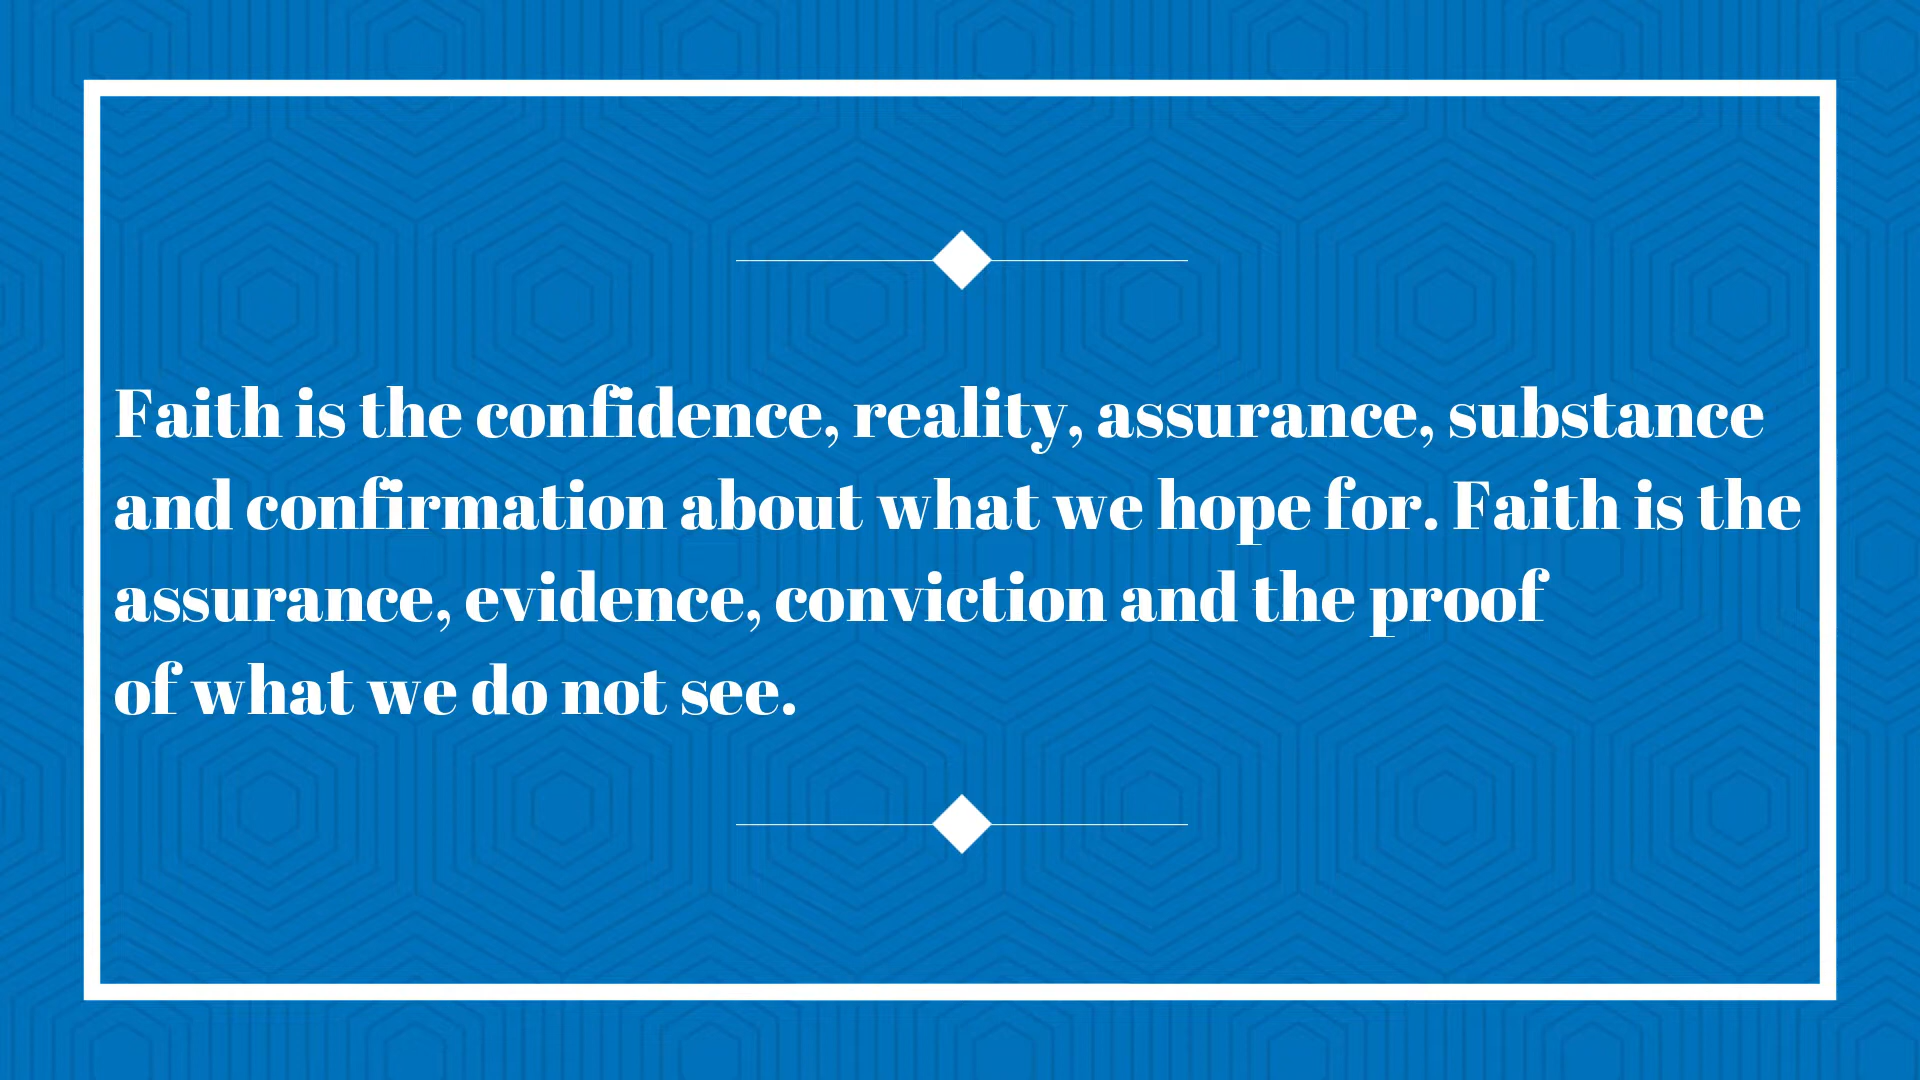 Faith is the confidence, reality, assurance, substance
and confirmation about what we hope for. Faith is the
assurance, evidence, conviction and the proof
of what we do not see.